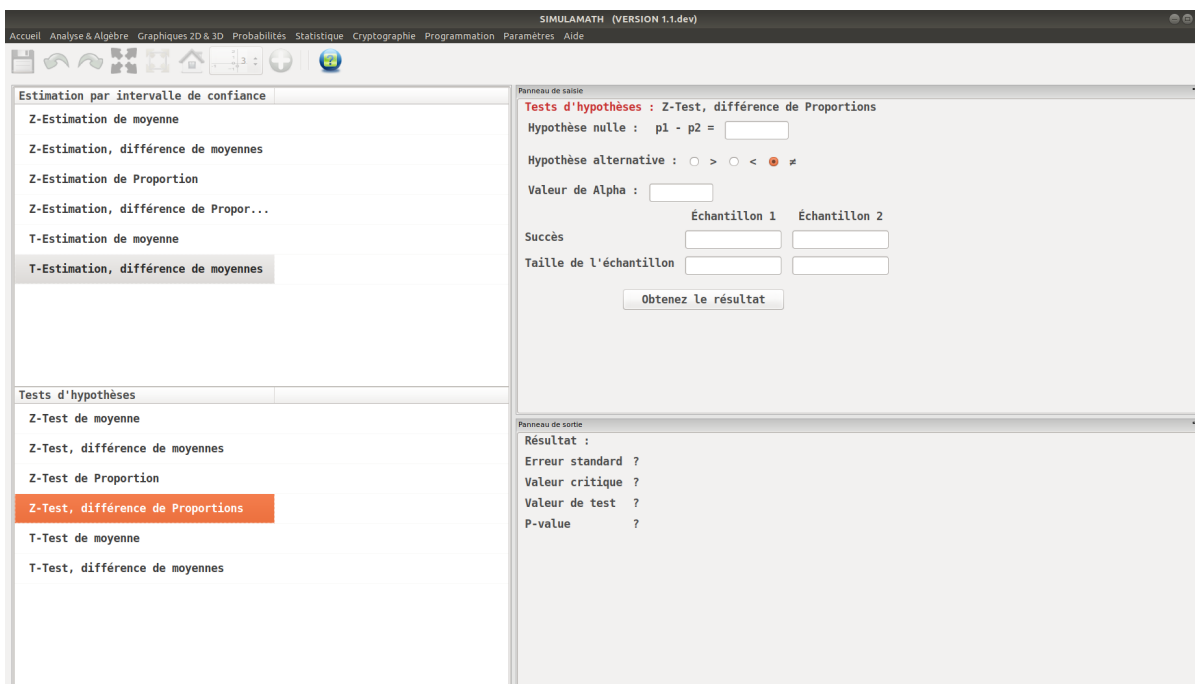 SIMULAMATH (VERSION 1.1.dev)
Accueil Analyse & Algèbre Graphiques 2D & 3D Probabilités Statistique Cryptographie Programmation Paramètres Aide
3
Estimation par intervalle de confiance
Z-Estimation de moyenne
Z-Estimation, différence de moyennes
Z-Estimation de Proportion
Z-Estimation, différence de Propor...
T-Estimation de moyenne
T-Estimation, différence de moyennes
Tests d'hypothèses
Z-Test de moyenne
Z-Test, différence de moyennes
Z-Test de Proportion
Z-Test, différence de Proportions
T-Test de moyenne
T-Test, différence de moyennes
Panneau de saisie
Tests d'hypothèses : Z-Test, différence de Proportions
Hypothèse nulle : p1 - p2 =
Hypothèse alternative : > < ≠
Valeur de Alpha :
Échantillon 1 Échantillon 2
Succès
Taille de l'échantillon
Obtenez le résultat
Panneau de sortie
Résultat :
Erreur standard ?
Valeur critique ?
Valeur de test ?
P-value ?